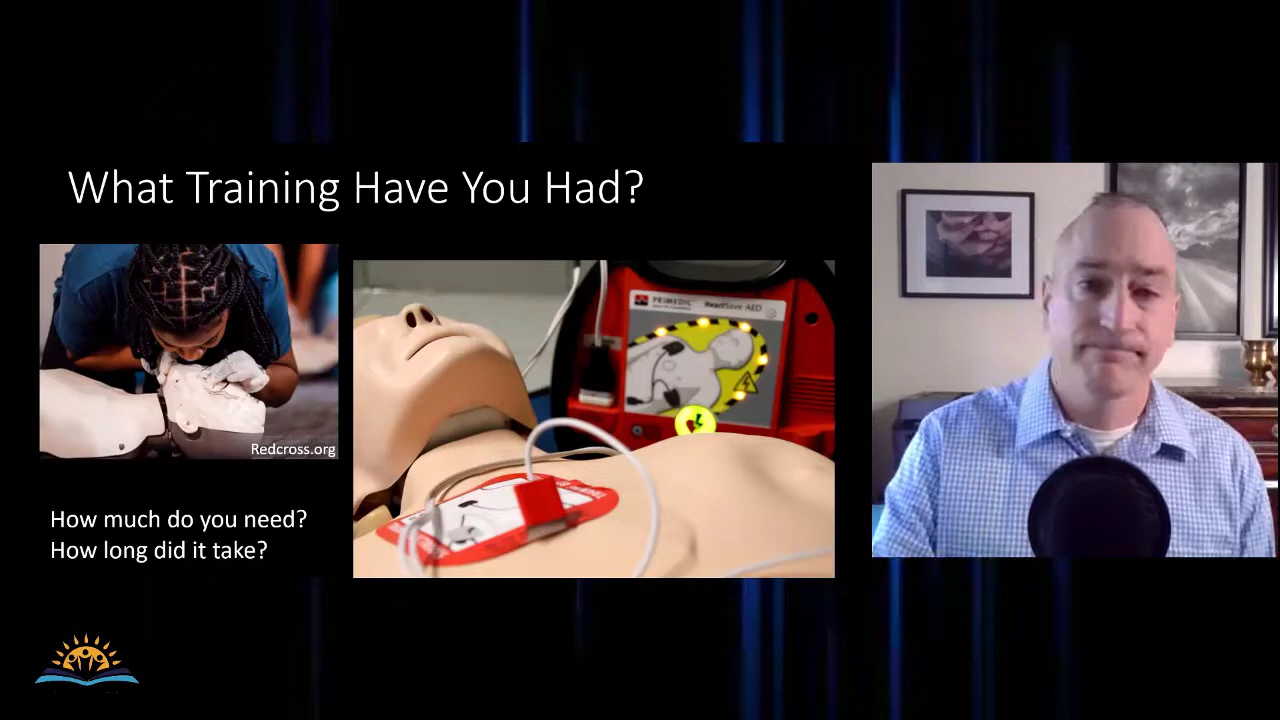 What Training Have You Had?
PRIMEDIC
HeartSave AED
Redcross.org
How much do you need?
How long did it take?